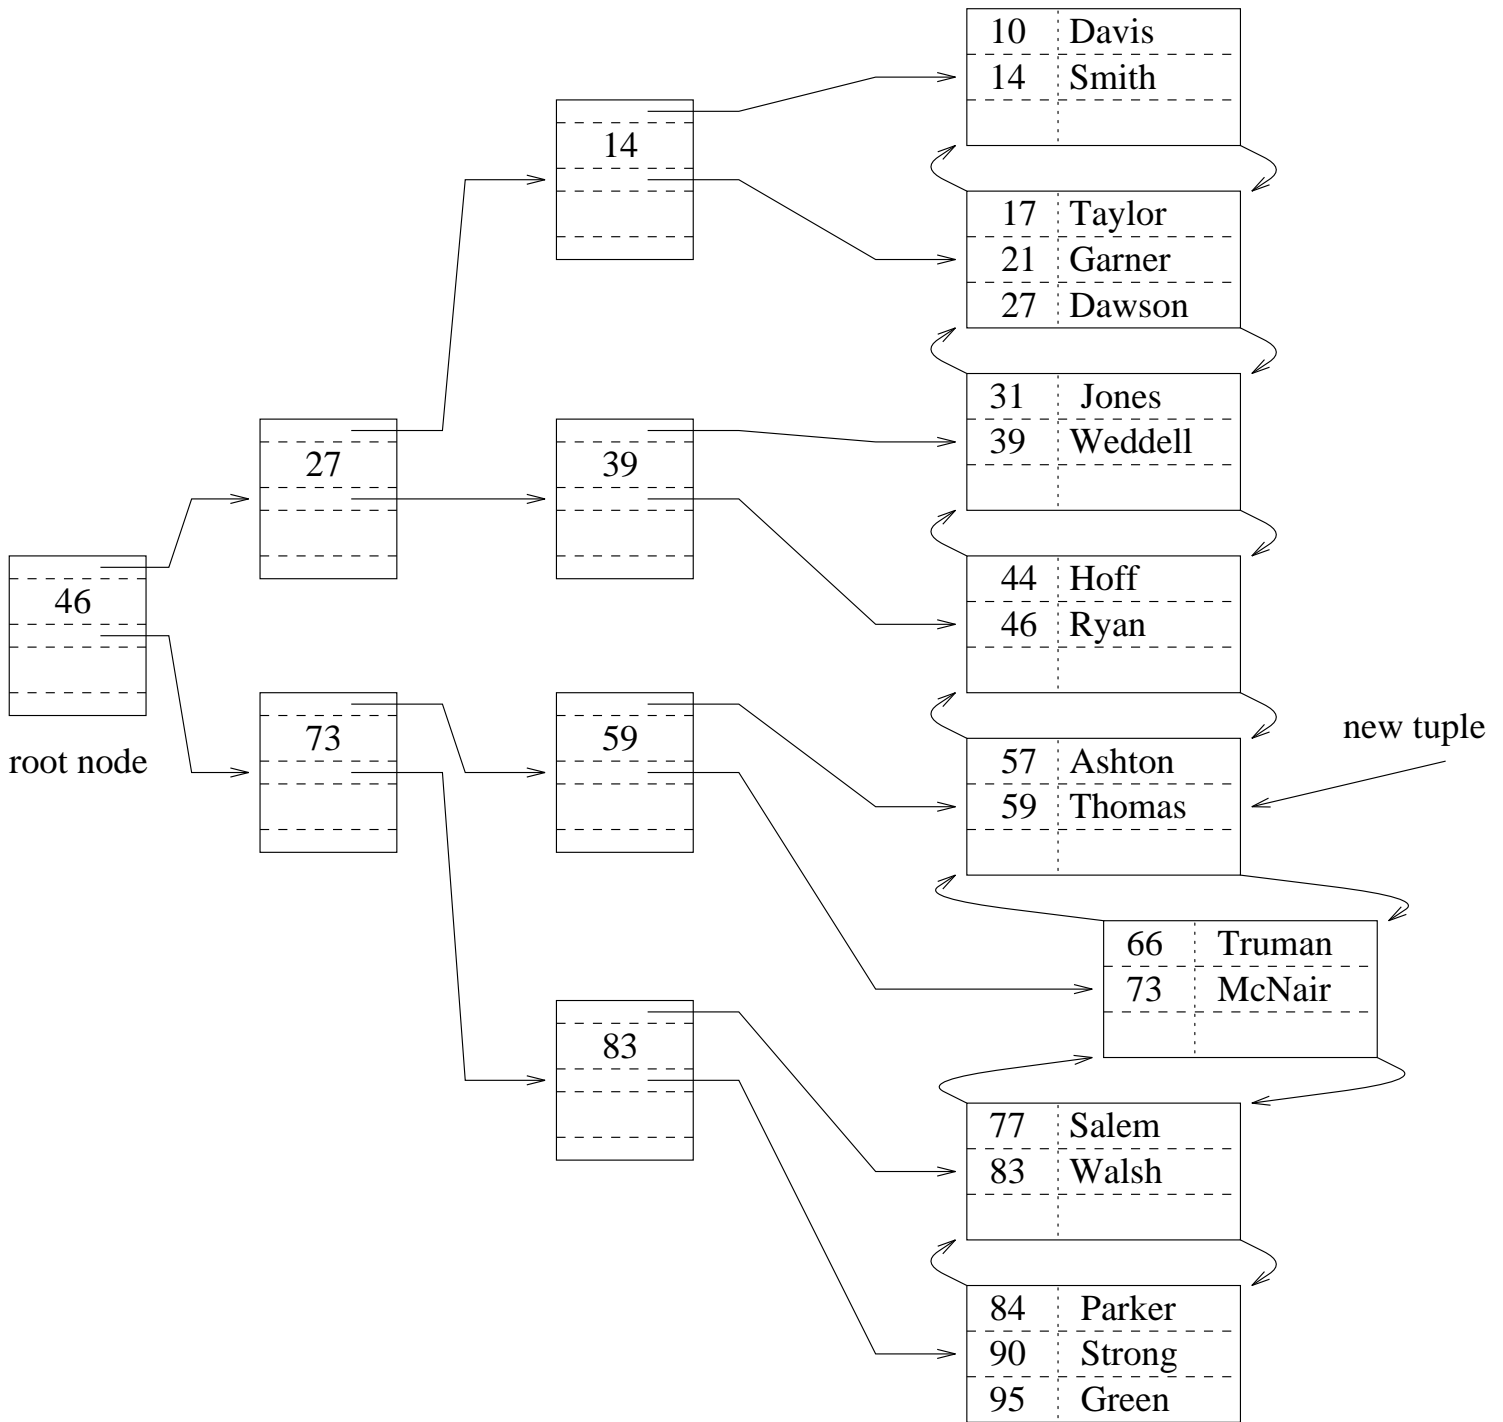 10 Davis
14 Smith
14
17 Taylor
21 Garner
27 Dawson
31 Jones
27
39
39 Weddell
44 Hoff
46
46 Ryan
root node
73
59
new tuple
57 Ashton
59 Thomas
66 Truman
73 McNair
83
77 Salem
83 Walsh
84 Parker
90 Strong
95 Green